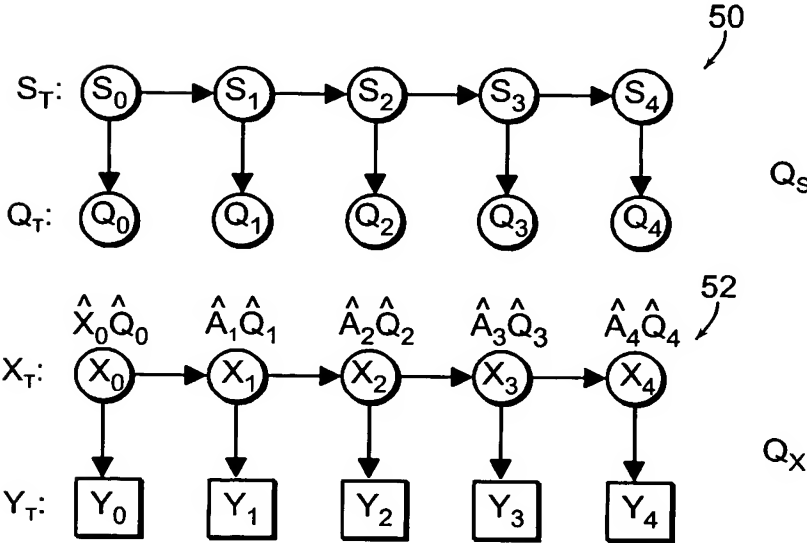 50
S_T: S_0 S_1 S_2 S_3 S_4
Q_S
Q_T: Q_0 Q_1 Q_2 Q_3 Q_4
52
X̂_0Q̂_0 Â_1Q̂_1 Â_2Q̂_2 Â_3Q̂_3 Â_4Q̂_4
X_T: X_0 X_1 X_2 X_3 X_4
Q_X
Y_T: Y_0 Y_1 Y_2 Y_3 Y_4